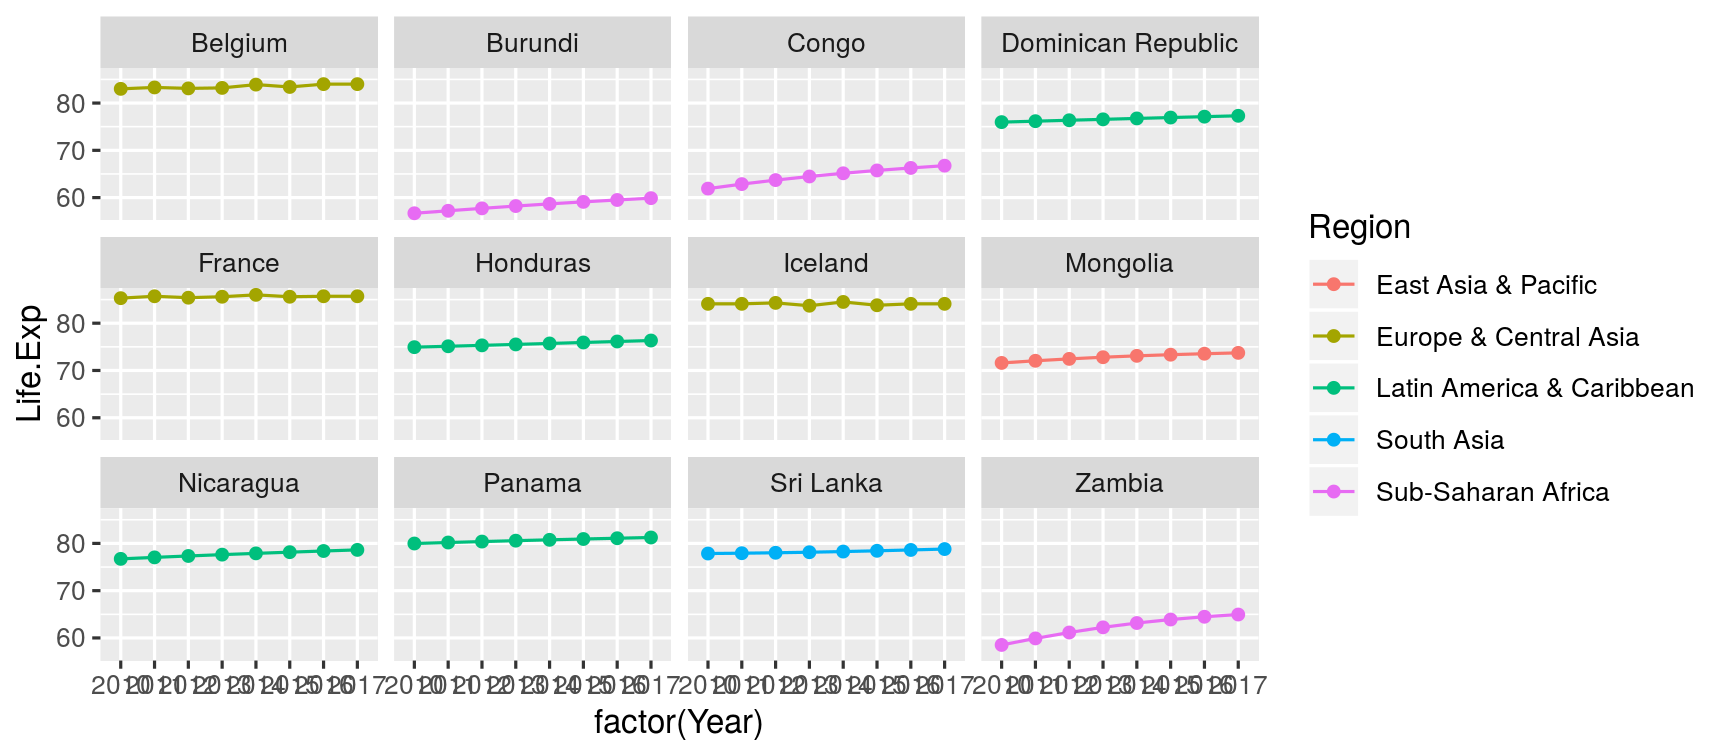 Belgium Burundi Congo Dominican Republic
80
70
60
France Honduras Iceland Mongolia
80
70
60
Nicaragua Panama Sri Lanka Zambia
80
70
60
2010 2011 2012 2013 2014 2015 2016 2017 2010 2011 2012 2013 2014 2015 2016 2017 2010 2011 2012 2013 2014 2015 2016 2017 2010 2011 2012 2013 2014 2015 2016 2017
factor(Year)
Life.Exp
Region
East Asia & Pacific
Europe & Central Asia
Latin America & Caribbean
South Asia
Sub-Saharan Africa